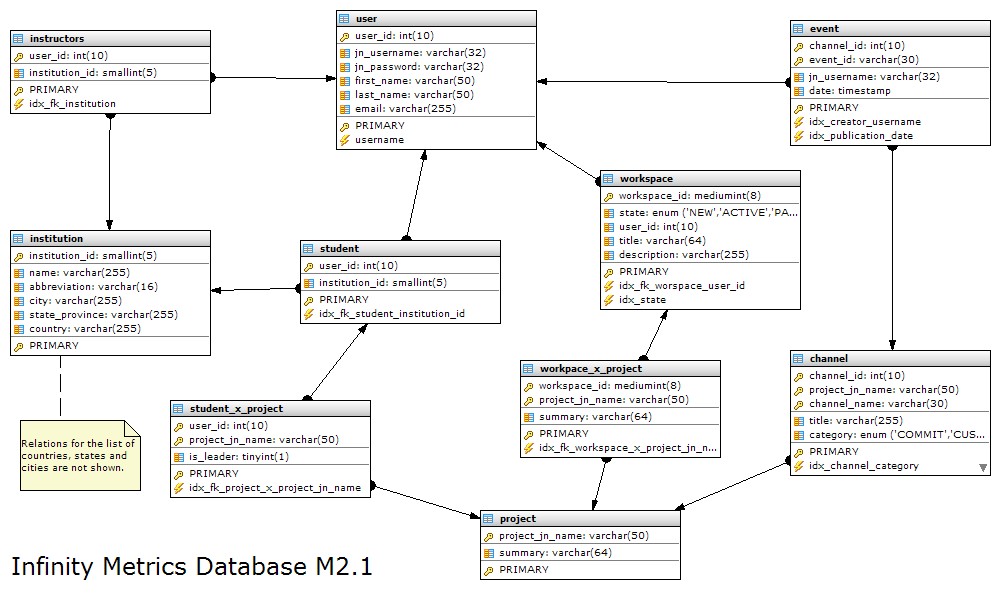 instructors
user_id: int(10)
institution_id: smallint(5)
PRIMARY
idx_fk_institution
user
user_id: int(10)
jn_username: varchar(32)
jn_password: varchar(32)
first_name: varchar(50)
last_name: varchar(50)
email: varchar(255)
PRIMARY
username
event
channel_id: int(10)
event_id: varchar(30)
jn_username: varchar(32)
date: timestamp
PRIMARY
idx_creator_username
idx_publication_date
workspace
workspace_id: mediumint(8)
state: enum ('NEW','ACTIVE','PA...
user_id: int(10)
title: varchar(64)
description: varchar(255)
PRIMARY
idx_fk_worspace_user_id
idx_state
institution
institution_id: smallint(5)
name: varchar(255)
abbreviation: varchar(16)
city: varchar(255)
state_province: varchar(255)
country: varchar(255)
PRIMARY
student
user_id: int(10)
institution_id: smallint(5)
PRIMARY
idx_fk_student_institution_id
channel
channel_id: int(10)
project_jn_name: varchar(50)
channel_name: varchar(30)
title: varchar(255)
category: enum ('COMMIT','CUS...
PRIMARY
idx_channel_category
workpace_x_project
workspace_id: mediumint(8)
project_jn_name: varchar(50)
summary: varchar(64)
PRIMARY
idx_fk_workspace_x_project_jn_n...
student_x_project
user_id: int(10)
project_jn_name: varchar(50)
is_leader: tinyint(1)
PRIMARY
idx_fk_project_x_project_jn_name
Relations for the list of
countries, states and
cities are not shown.
project
project_jn_name: varchar(50)
summary: varchar(64)
PRIMARY
Infinity Metrics Database M2.1